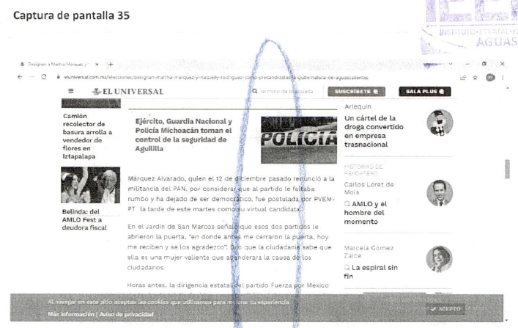 Captura de pantalla 35
INSTITUTO ESTATAL E
AGUAS
eluniversal.com.mx/elecciones/designan-martha-marquez-y-nazareth-rodriguez-como-precandidatas-la-gubernatura-de-aguascalientes
EL UNIVERSAL
SUSCRÍBETE
SALA PLUS
Camión
recolector de
basura arrolla a
vendedor de
flores en
Iztapalapa
Belinda: del
AMLO Fest a
deudora fiscal
Ejército, Guardia Nacional y
Policía Michoacán toman el
control de la seguridad de
Aguililla
POLICIA
Márquez Alvarado, quien el 12 de diciembre pasado renunció a la
militancia del PAN, por considerar que al partido le faltaba
rumbo y ha dejado de ser democrático, fue postulada por PVEM-
PT la tarde de este martes como su virtual candidata.
En el Jardín de San Marcos señaló que esos dos partidos le
abrieron la puerta, "en donde antes me cerraron la puerta, hoy
me reciben y se los agradezco". Dijo que la ciudadanía sabe que
ella es una mujer valiente que abanderará la causa de los
ciudadanos.
Horas antes, la dirigencia estatal del partido Fuerza por México
Arlequín
Un cártel de la
droga convertido
en empresa
trasnacional
HISTORIAS DE
REPORTERO
Carlos Loret de
Mola
AMLO y el
hombre del
momento
Marcela Gómez
Zalce
La espiral sin
fin
Al navegar en este sitio aceptas las cookies que utilizamos para mejorar tu experiencia
Más información | Aviso de privacidad
ACEPTO